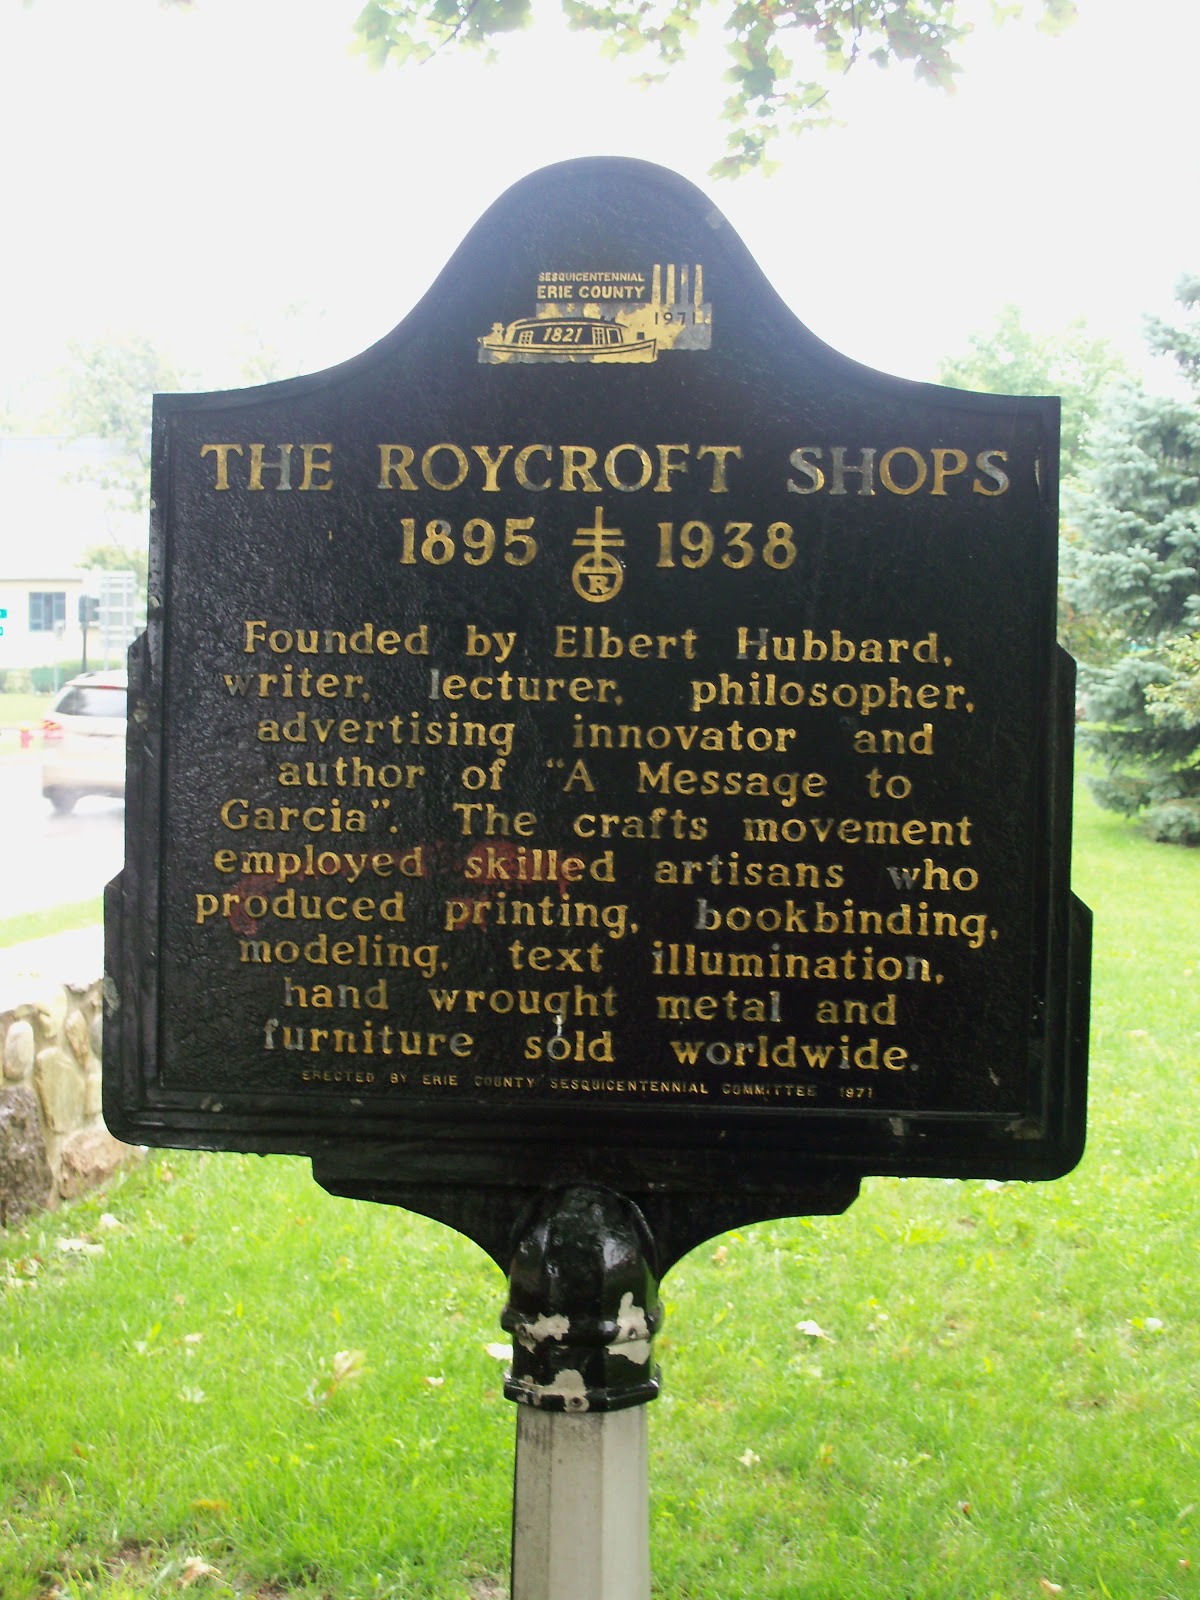 SESQUICENTENNIAL
ERIE COUNTY
1971
1821
THE ROYCROFT SHOPS
1895 R 1938
Founded by Elbert Hubbard,
writer, lecturer, philosopher,
advertising innovator and
author of "A Message to
Garcia". The crafts movement
employed skilled artisans who
produced printing, bookbinding,
modeling, text illumination,
hand wrought metal and
furniture sold worldwide.
ERECTED BY ERIE COUNTY SESQUICENTENNIAL COMMITTEE 1971